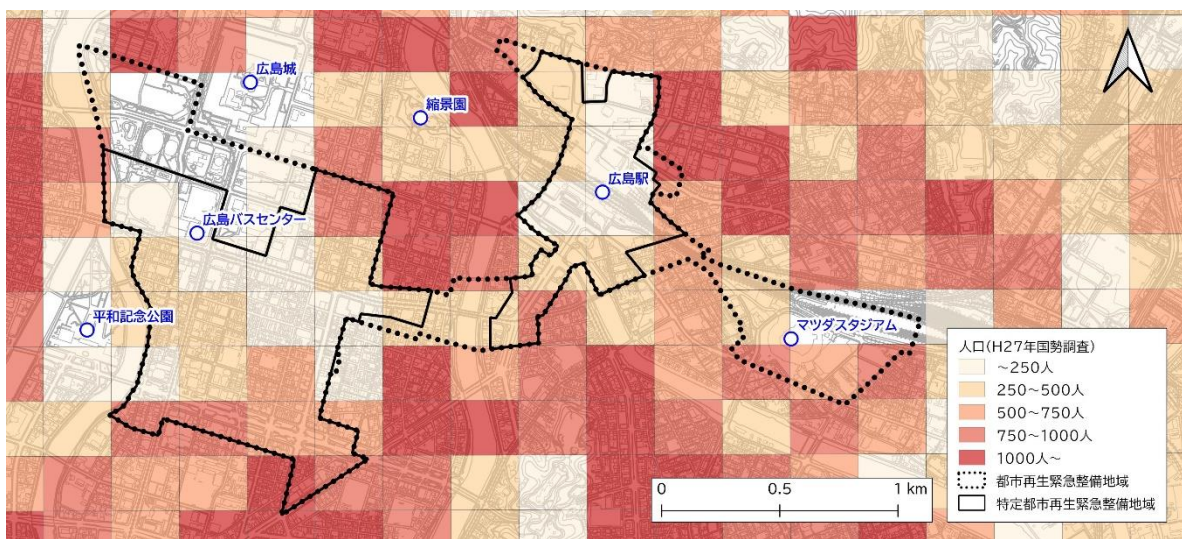 広島城
縮景園
広島駅
広島バスセンター
平和記念公園
マツダスタジアム
人口(H27年国勢調査)
～250人
250～500人
500～750人
750～1000人
1000人～
都市再生緊急整備地域
特定都市再生緊急整備地域
0 0.5 1 km